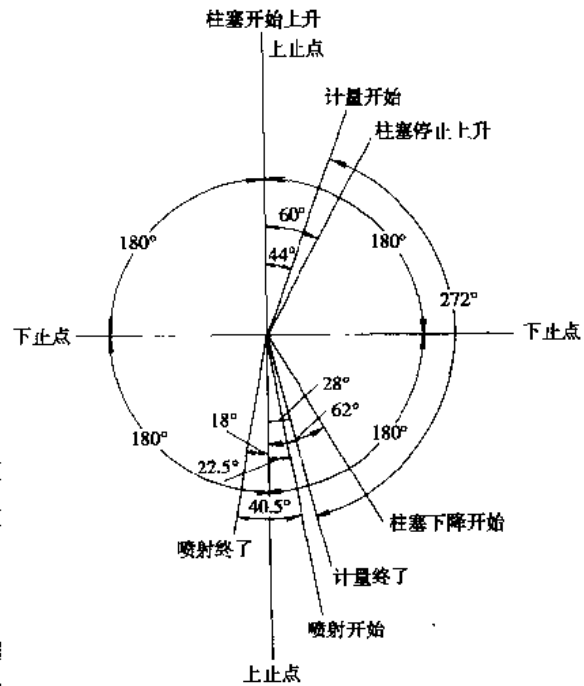 柱塞开始上升
上止点
计量开始
柱塞停止上升
60°
180°
180°
44°
272°
下止点
下止点
28°
62°
18°
180°
180°
22.5°
40.5°
柱塞下降开始
喷射终了
计量终了
喷射开始
上止点